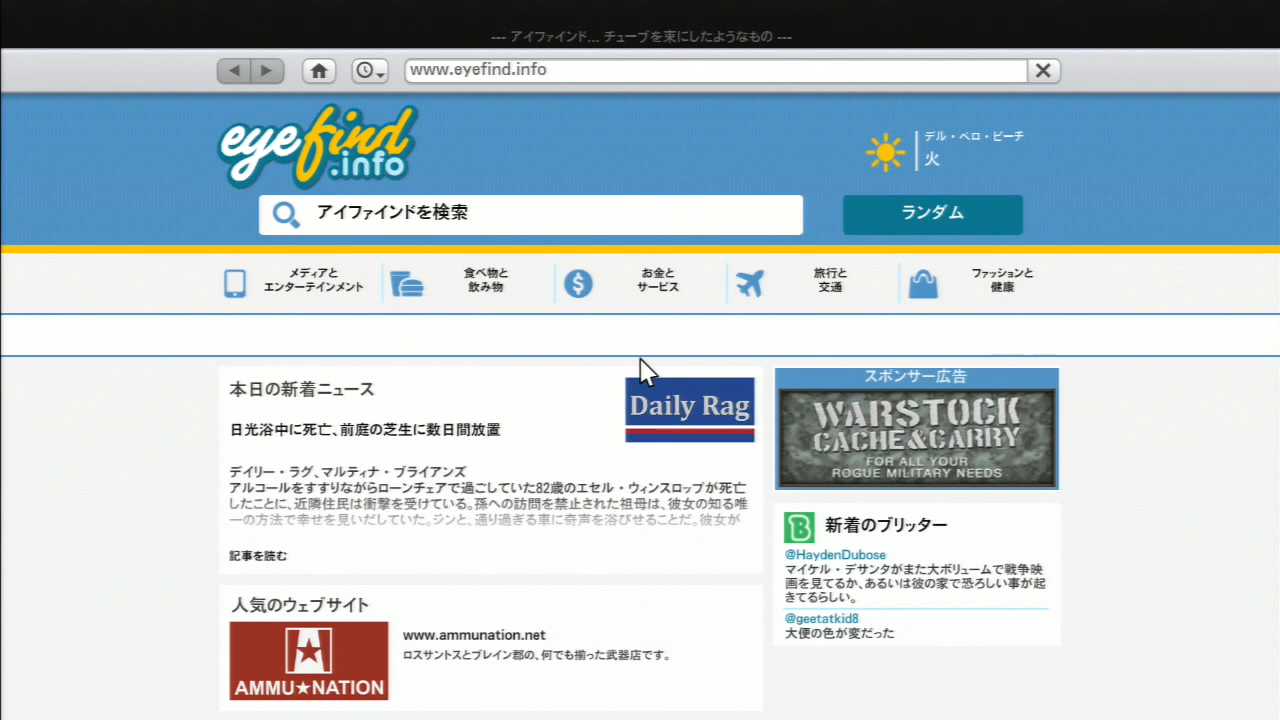 --- アイファインド... チューブを束にしたようなもの ---
www.eyefind.info
eyefind.info
デル・ペロ・ビーチ
火
アイファインドを検索
ランダム
メディアと
エンターテインメント
食べ物と
飲み物
お金と
サービス
旅行と
交通
ファッションと
健康
本日の新着ニュース
Daily Rag
日光浴中に死亡、前庭の芝生に数日間放置
デイリー・ラグ、マルティナ・ブライアンズ
アルコールをすすりながらローンチェアで過ごしていた82歳のエセル・ウィンスロップが死亡
したことに、近隣住民は衝撃を受けている。孫への訪問を禁止された祖母は、彼女の知る唯
一の方法で幸せを見いだしていた。ジンと、通り過ぎる車に奇声を浴びせることだ。彼女が
記事を読む
人気のウェブサイト
AMMU★NATION
www.ammunation.net
ロスサントスとブレイン郡の、何でも揃った武器店です。
スポンサー広告
WARSTOCK
CACHE&CARRY
FOR ALL YOUR
ROGUE MILITARY NEEDS
新着のブリッター
@HaydenDubose
マイケル・デサンタがまた大ボリュームで戦争映
画を見てるか、あるいは彼の家で恐ろしい事が起
きてるらしい。
@geetatkid8
大便の色が変だった